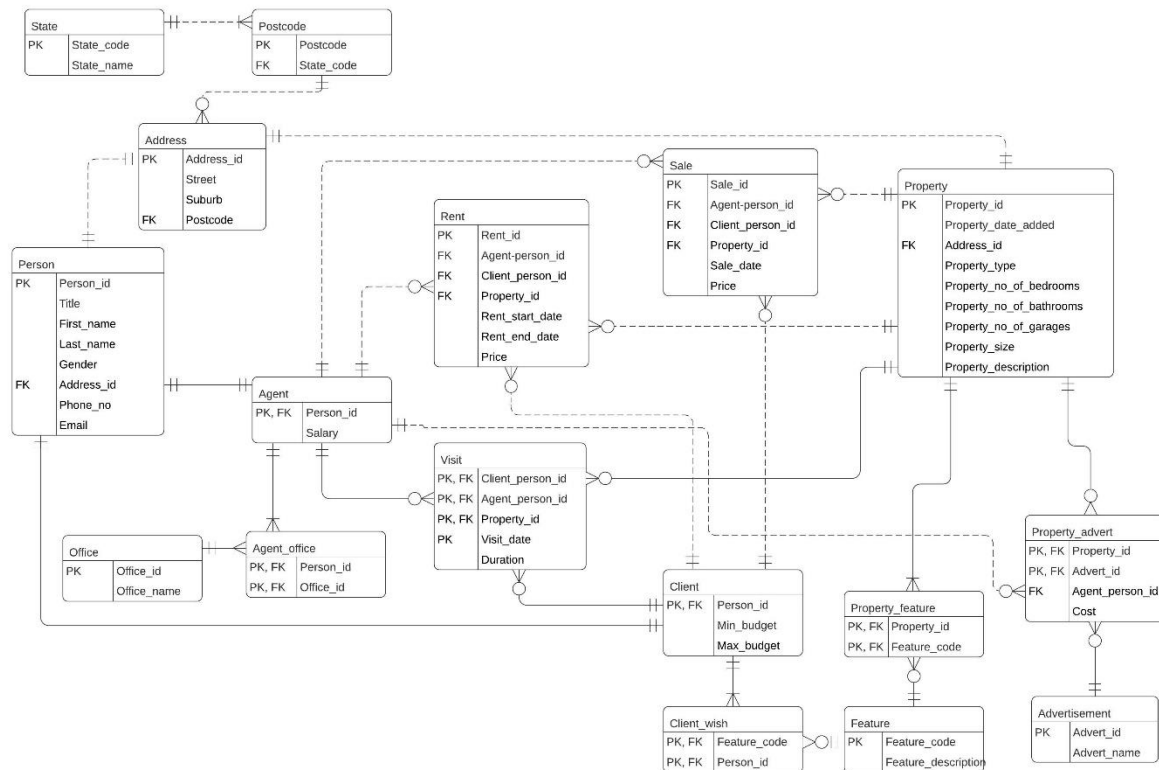 State
PK State_code
State_name
Postcode
PK Postcode
FK State_code
Address
PK Address_id
Street
Suburb
FK Postcode
Sale
PK Sale_id
FK Agent-person_id
FK Client_person_id
FK Property_id
Sale_date
Price
Property
PK Property_id
Property_date_added
FK Address_id
Property_type
Property_no_of_bedrooms
Property_no_of_bathrooms
Property_no_of_garages
Property_size
Property_description
Rent
PK Rent_id
FK Agent-person_id
FK Client_person_id
FK Property_id
Rent_start_date
Rent_end_date
Price
Person
PK Person_id
Title
First_name
Last_name
Gender
FK Address_id
Phone_no
Email
Agent
PK, FK Person_id
Salary
Visit
PK, FK Client_person_id
PK, FK Agent_person_id
PK, FK Property_id
PK Visit_date
Duration
Office
PK Office_id
Office_name
Agent_office
PK, FK Person_id
PK, FK Office_id
Client
PK, FK Person_id
Min_budget
Max_budget
Property_feature
PK, FK Property_id
PK, FK Feature_code
Property_advert
PK, FK Property_id
PK, FK Advert_id
FK Agent_person_id
Cost
Client_wish
PK, FK Feature_code
PK, FK Person_id
Feature
PK Feature_code
Feature_description
Advertisement
PK Advert_id
Advert_name